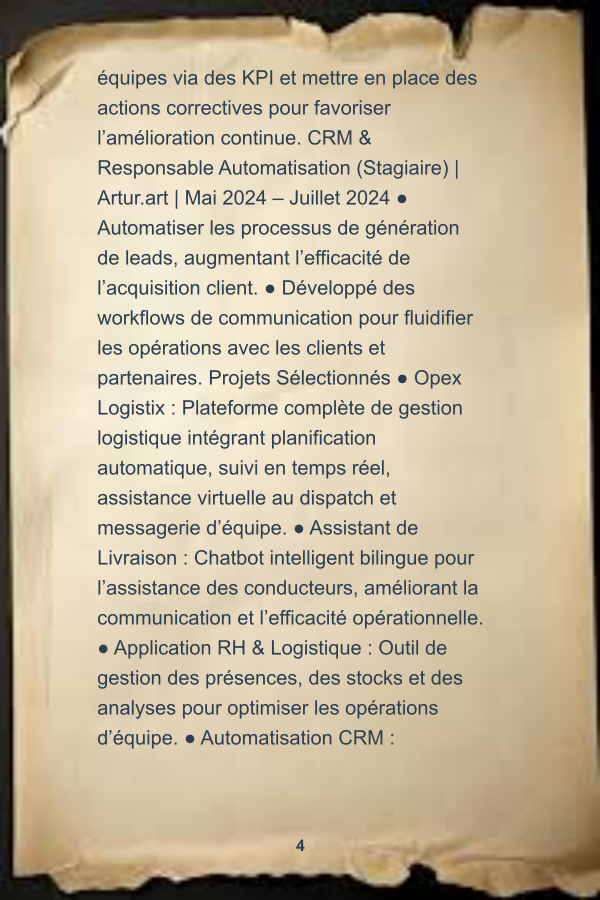 équipes via des KPI et mettre en place des
actions correctives pour favoriser
l’amélioration continue. CRM &
Responsable Automatisation (Stagiaire) |
Artur.art | Mai 2024 – Juillet 2024 ●
Automatiser les processus de génération
de leads, augmentant l’efficacité de
l’acquisition client. ● Développé des
workflows de communication pour fluidifier
les opérations avec les clients et
partenaires. Projets Sélectionnés ● Opex
Logistix : Plateforme complète de gestion
logistique intégrant planification
automatique, suivi en temps réel,
assistance virtuelle au dispatch et
messagerie d’équipe. ● Assistant de
Livraison : Chatbot intelligent bilingue pour
l’assistance des conducteurs, améliorant la
communication et l’efficacité opérationnelle.
● Application RH & Logistique : Outil de
gestion des présences, des stocks et des
analyses pour optimiser les opérations
d’équipe. ● Automatisation CRM :
4